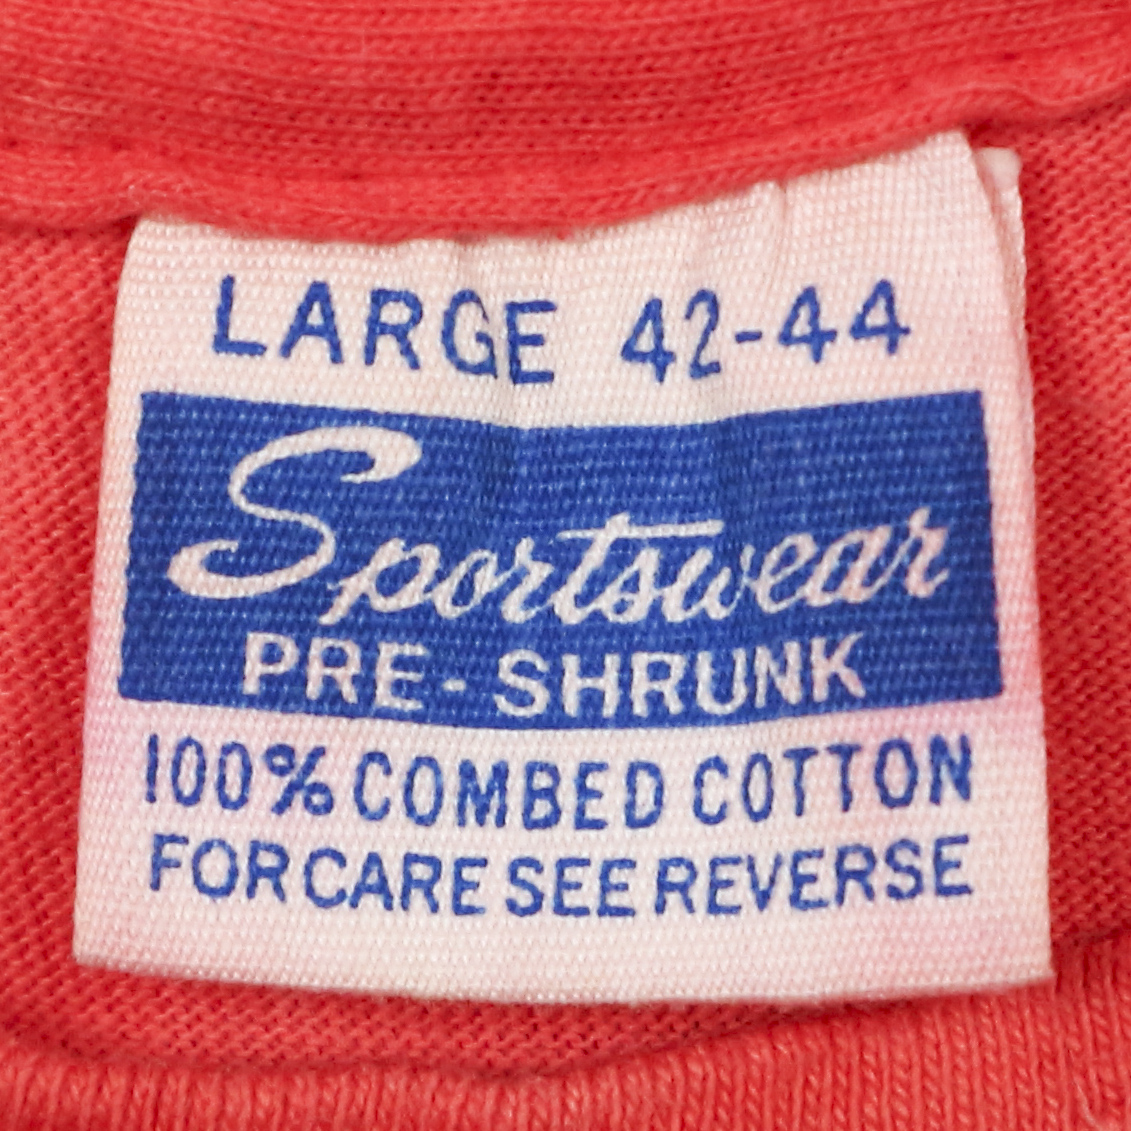 LARGE 42-44
Sportswear
PRE-SHRUNK
100% COMBED COTTON
FOR CARE SEE REVERSE